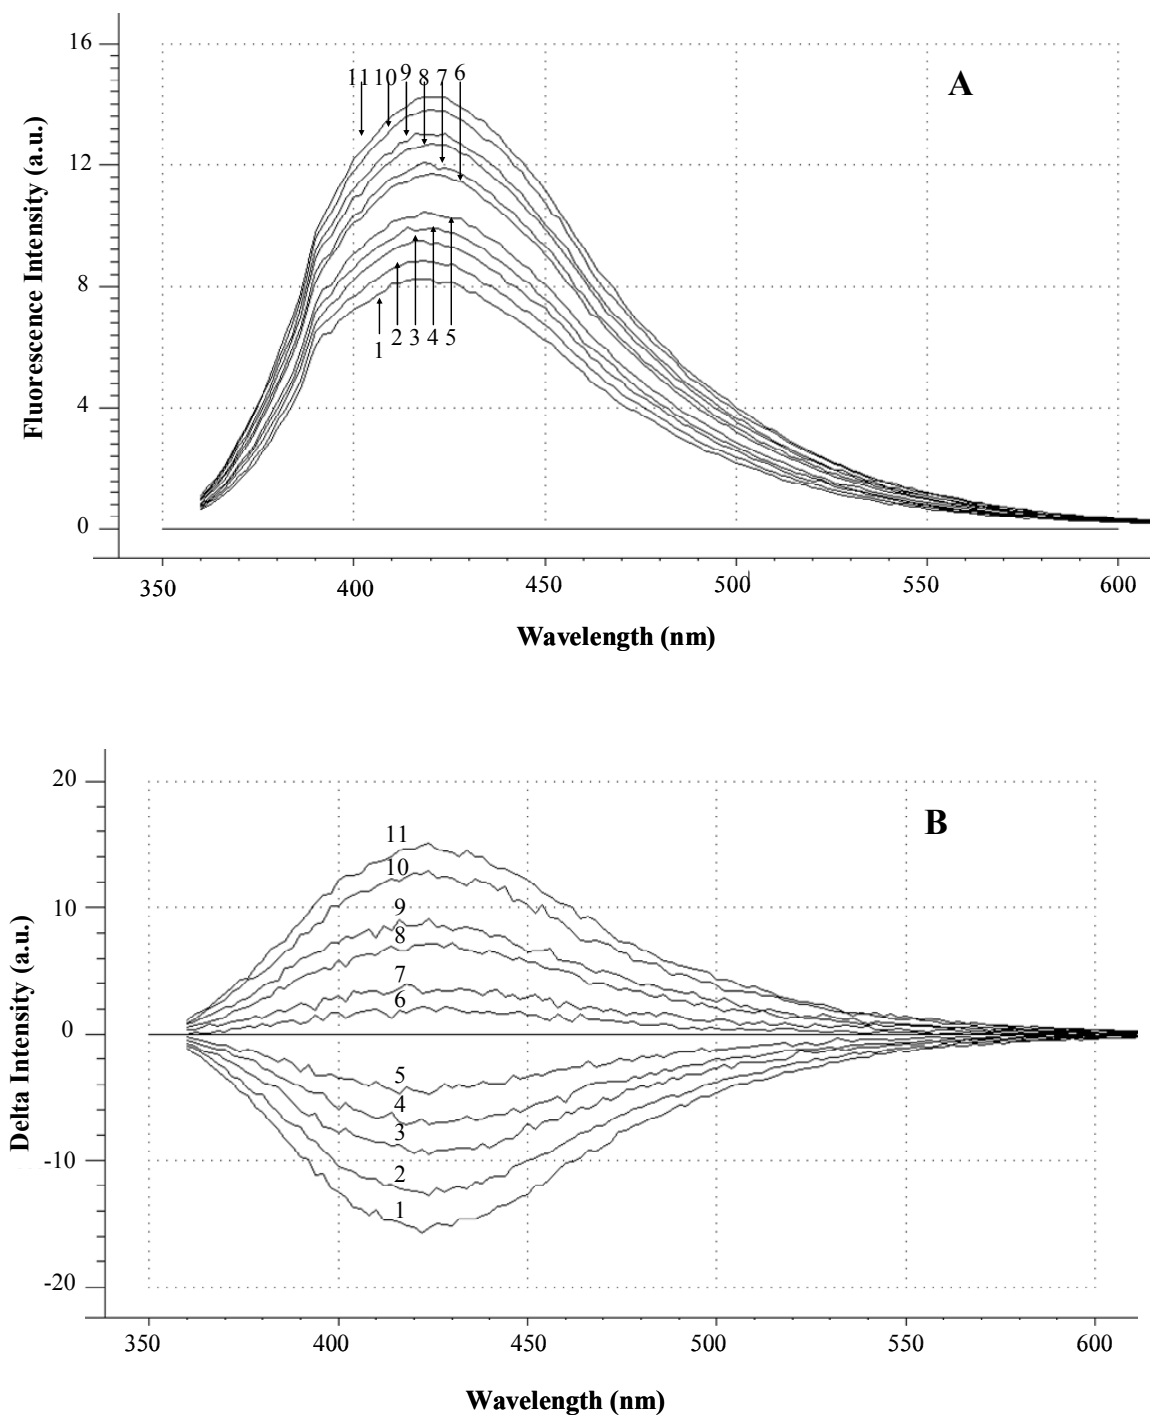 A
16
12
8
4
0
Fluorescence Intensity (a.u.)
11 10 9 8 7 6
1 2 3 4 5
350 400 450 500 550 600
Wavelength (nm)
B
20
10
0
-10
-20
Delta Intensity (a.u.)
11
10
9
8
7
6
5
4
3
2
1
350 400 450 500 550 600
Wavelength (nm)